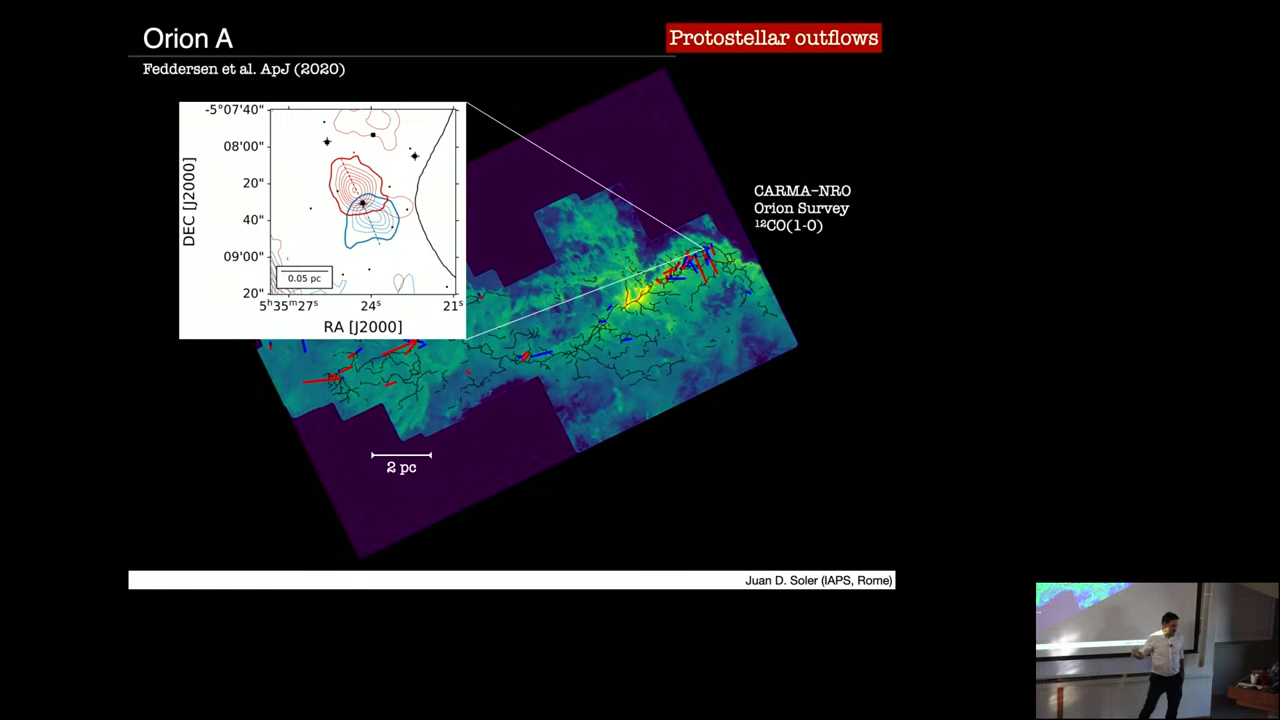 Orion A
Protostellar outflows
Feddersen et al. ApJ (2020)
-5°07'40"
08'00"
20"
40"
09'00"
20"
DEC [J2000]
0.05 pc
5ʰ35ᵐ27ˢ
24ˢ
21ˢ
RA [J2000]
CARMA-NRO
Orion Survey
¹²CO(1-0)
2 pc
Juan D. Soler (IAPS, Rome)